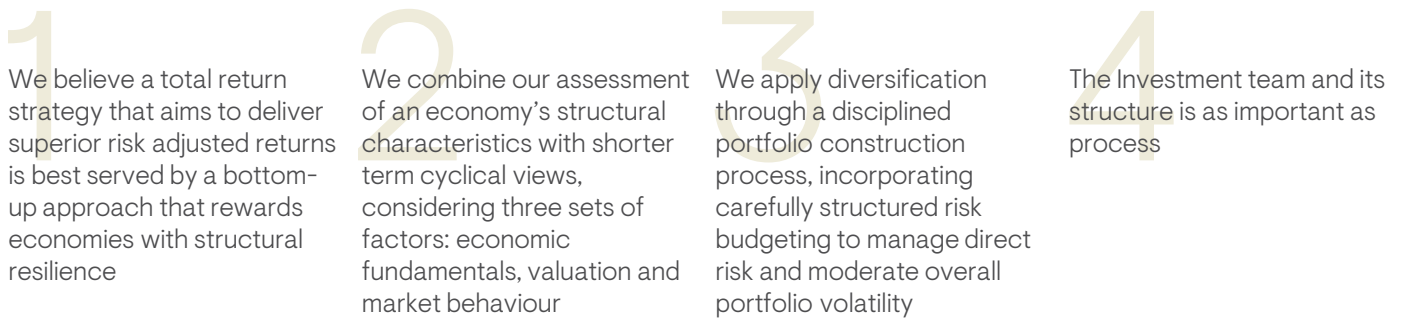 1
We believe a total return
strategy that aims to deliver
superior risk adjusted returns
is best served by a bottom-
up approach that rewards
economies with structural
resilience
2
We combine our assessment
of an economy’s structural
characteristics with shorter
term cyclical views,
considering three sets of
factors: economic
fundamentals, valuation and
market behaviour
3
We apply diversification
through a disciplined
portfolio construction
process, incorporating
carefully structured risk
budgeting to manage direct
risk and moderate overall
portfolio volatility
4
The Investment team and its
structure is as important as
process